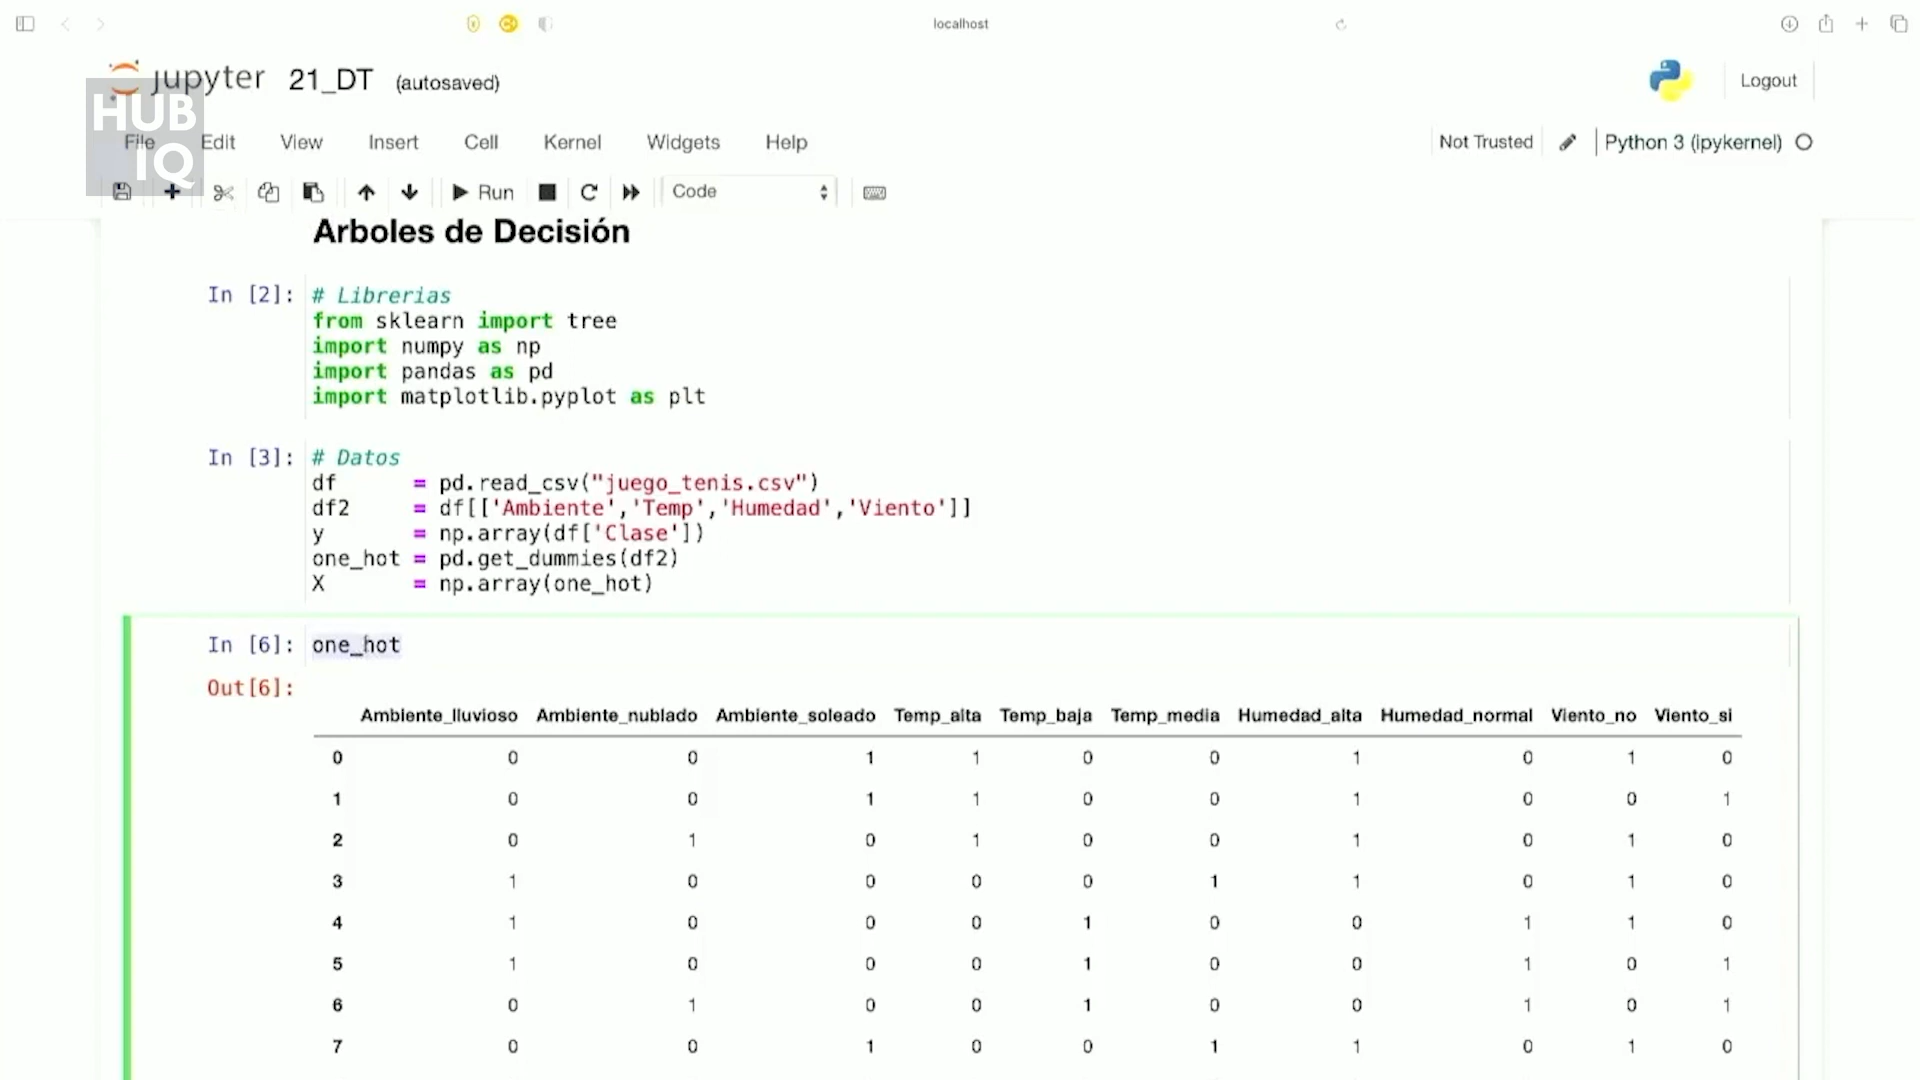 localhost
jupyter 21_DT (autosaved)
Logout
HUB
IQ
File Edit View Insert Cell Kernel Widgets Help
Not Trusted Python 3 (ipykernel)
Run Code
Arboles de Decisión
In [2]: # Librerias
from sklearn import tree
import numpy as np
import pandas as pd
import matplotlib.pyplot as plt
In [3]: # Datos
df = pd.read_csv("juego_tenis.csv")
df2 = df[['Ambiente','Temp','Humedad','Viento']]
y = np.array(df['Clase'])
one_hot = pd.get_dummies(df2)
X = np.array(one_hot)
In [6]: one_hot
Out[6]:
Ambiente_lluvioso Ambiente_nublado Ambiente_soleado Temp_alta Temp_baja Temp_media Humedad_alta Humedad_normal Viento_no Viento_si
0 0 0 1 1 0 0 1 0 1 0
1 0 0 1 1 0 0 1 0 0 1
2 0 1 0 1 0 0 1 0 1 0
3 1 0 0 0 0 1 1 0 1 0
4 1 0 0 0 1 0 0 1 1 0
5 1 0 0 0 1 0 0 1 0 1
6 0 1 0 0 1 0 0 1 0 1
7 0 0 1 0 0 1 1 0 1 0